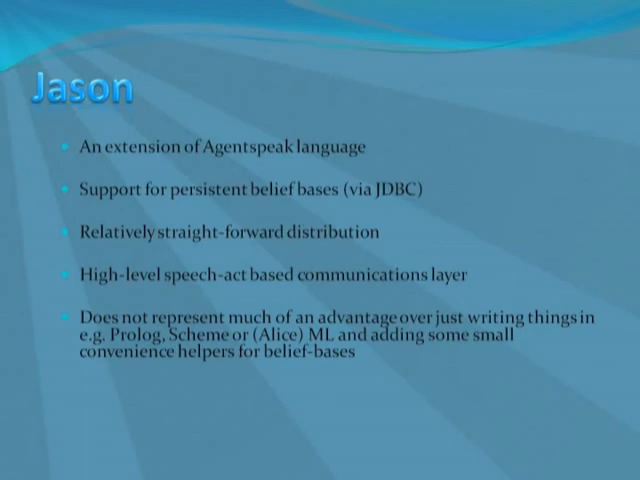 Jason
An extension of Agentspeak language
Support for persistent belief bases (via JDBC)
Relatively straight-forward distribution
High-level speech-act based communications layer
Does not represent much of an advantage over just writing things in
e.g. Prolog, Scheme or (Alice) ML and adding some small
convenience helpers for belief-bases